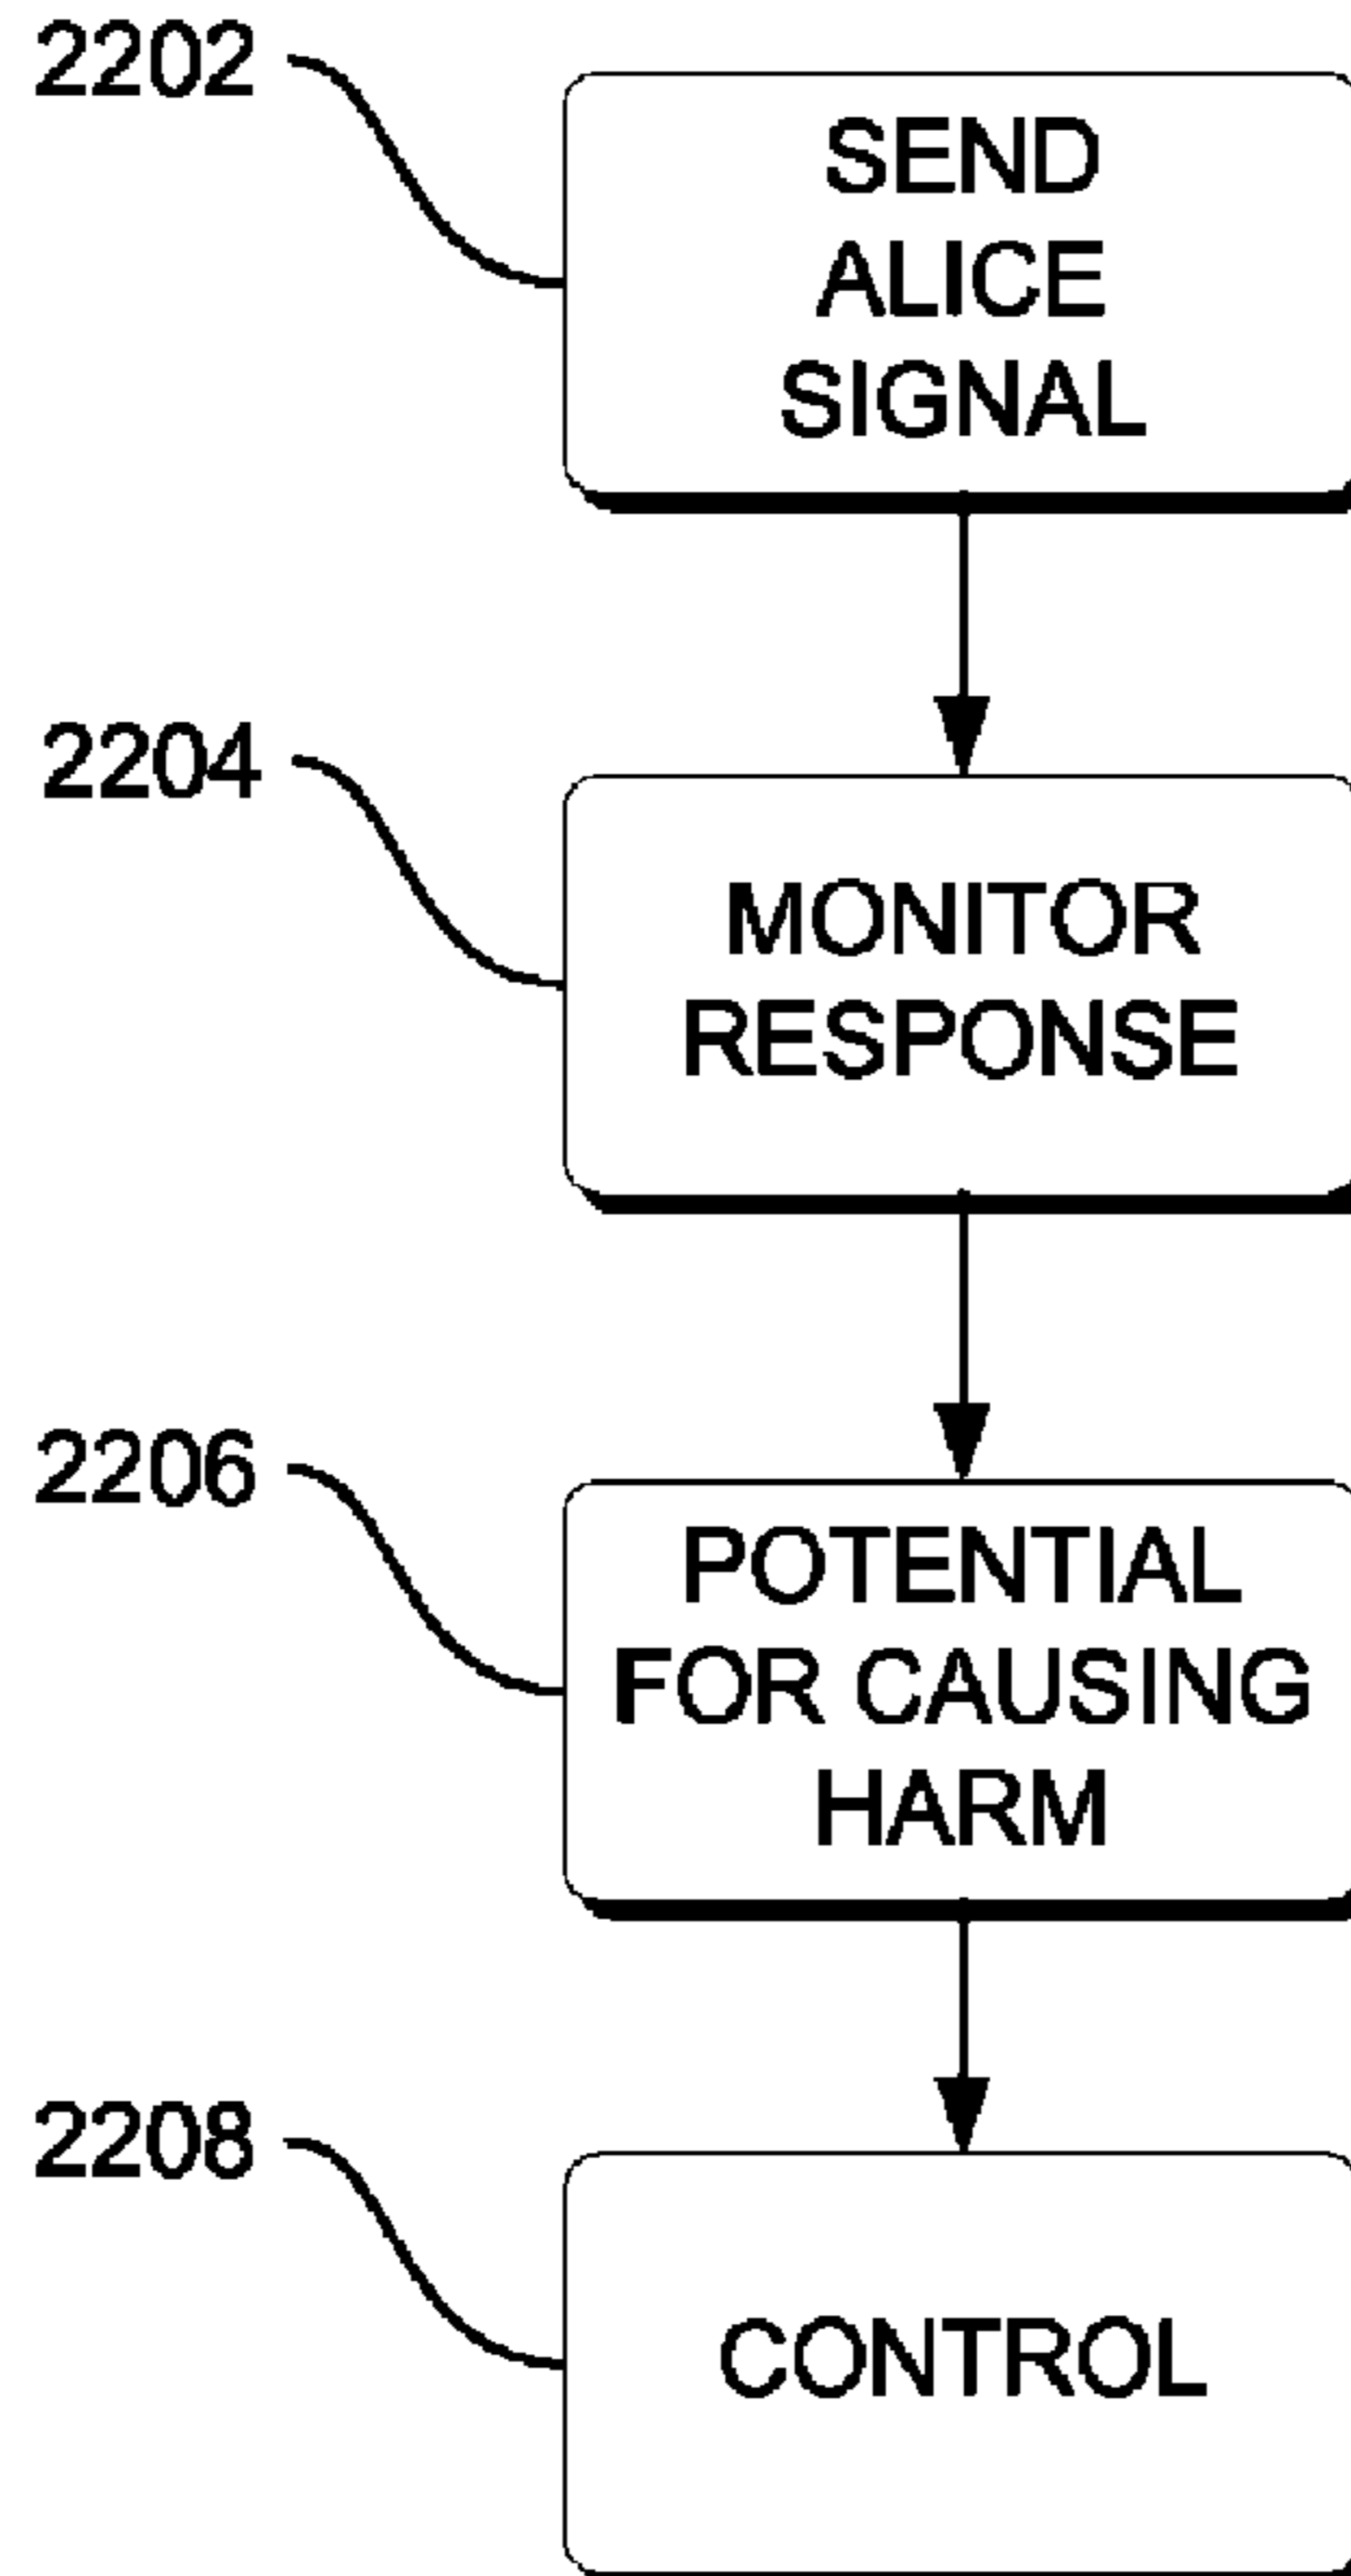 2202
SEND
ALICE
SIGNAL
2204
MONITOR
RESPONSE
2206
POTENTIAL
FOR CAUSING
HARM
2208
CONTROL